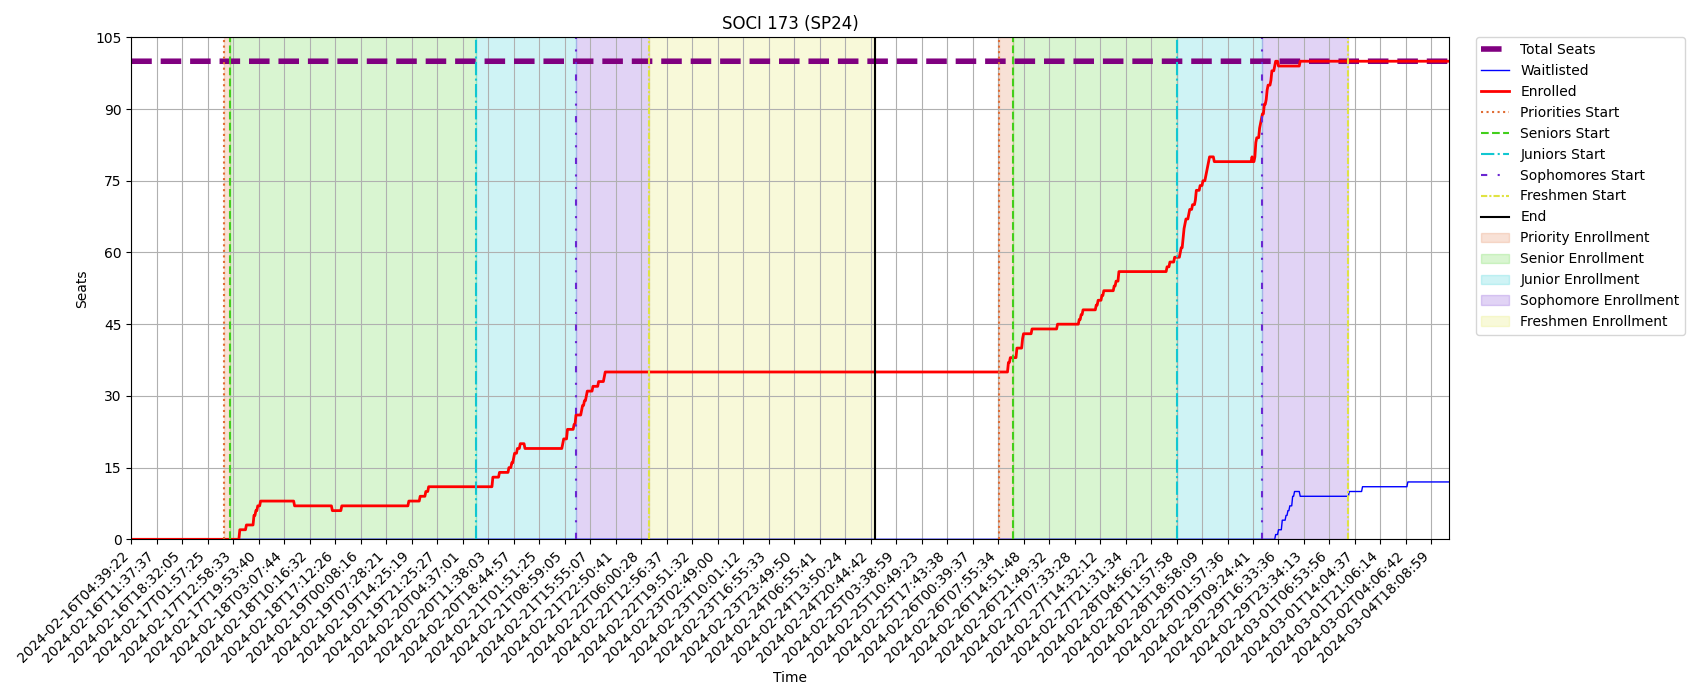 SOCI 173 (SP24)
105
90
75
60
45
30
15
0
Seats
2024-02-16T04:39:22
2024-02-16T11:37:37
2024-02-16T18:32:05
2024-02-17T01:57:25
2024-02-17T12:58:33
2024-02-17T19:53:40
2024-02-18T03:07:44
2024-02-18T10:16:32
2024-02-18T17:12:26
2024-02-19T00:08:16
2024-02-19T07:28:21
2024-02-19T14:25:19
2024-02-19T21:25:27
2024-02-20T04:37:01
2024-02-20T11:38:03
2024-02-20T18:44:57
2024-02-21T01:51:25
2024-02-21T08:59:05
2024-02-21T15:55:07
2024-02-21T22:50:41
2024-02-22T06:00:28
2024-02-22T12:56:37
2024-02-22T19:51:32
2024-02-23T02:49:00
2024-02-23T10:01:12
2024-02-23T16:55:33
2024-02-23T23:49:50
2024-02-24T06:55:41
2024-02-24T13:50:24
2024-02-24T20:44:42
2024-02-25T03:38:59
2024-02-25T10:49:23
2024-02-25T17:43:38
2024-02-26T00:39:37
2024-02-26T07:55:34
2024-02-26T14:51:48
2024-02-26T21:49:32
2024-02-27T07:33:28
2024-02-27T14:32:12
2024-02-27T21:31:34
2024-02-28T04:56:22
2024-02-28T11:57:58
2024-02-28T18:58:09
2024-02-29T01:57:36
2024-02-29T09:24:41
2024-02-29T16:33:36
2024-02-29T23:34:13
2024-03-01T06:53:56
2024-03-01T14:04:37
2024-03-01T21:06:14
2024-03-02T04:06:42
2024-03-04T18:08:59
Time
Total Seats
Waitlisted
Enrolled
Priorities Start
Seniors Start
Juniors Start
Sophomores Start
Freshmen Start
End
Priority Enrollment
Senior Enrollment
Junior Enrollment
Sophomore Enrollment
Freshmen Enrollment